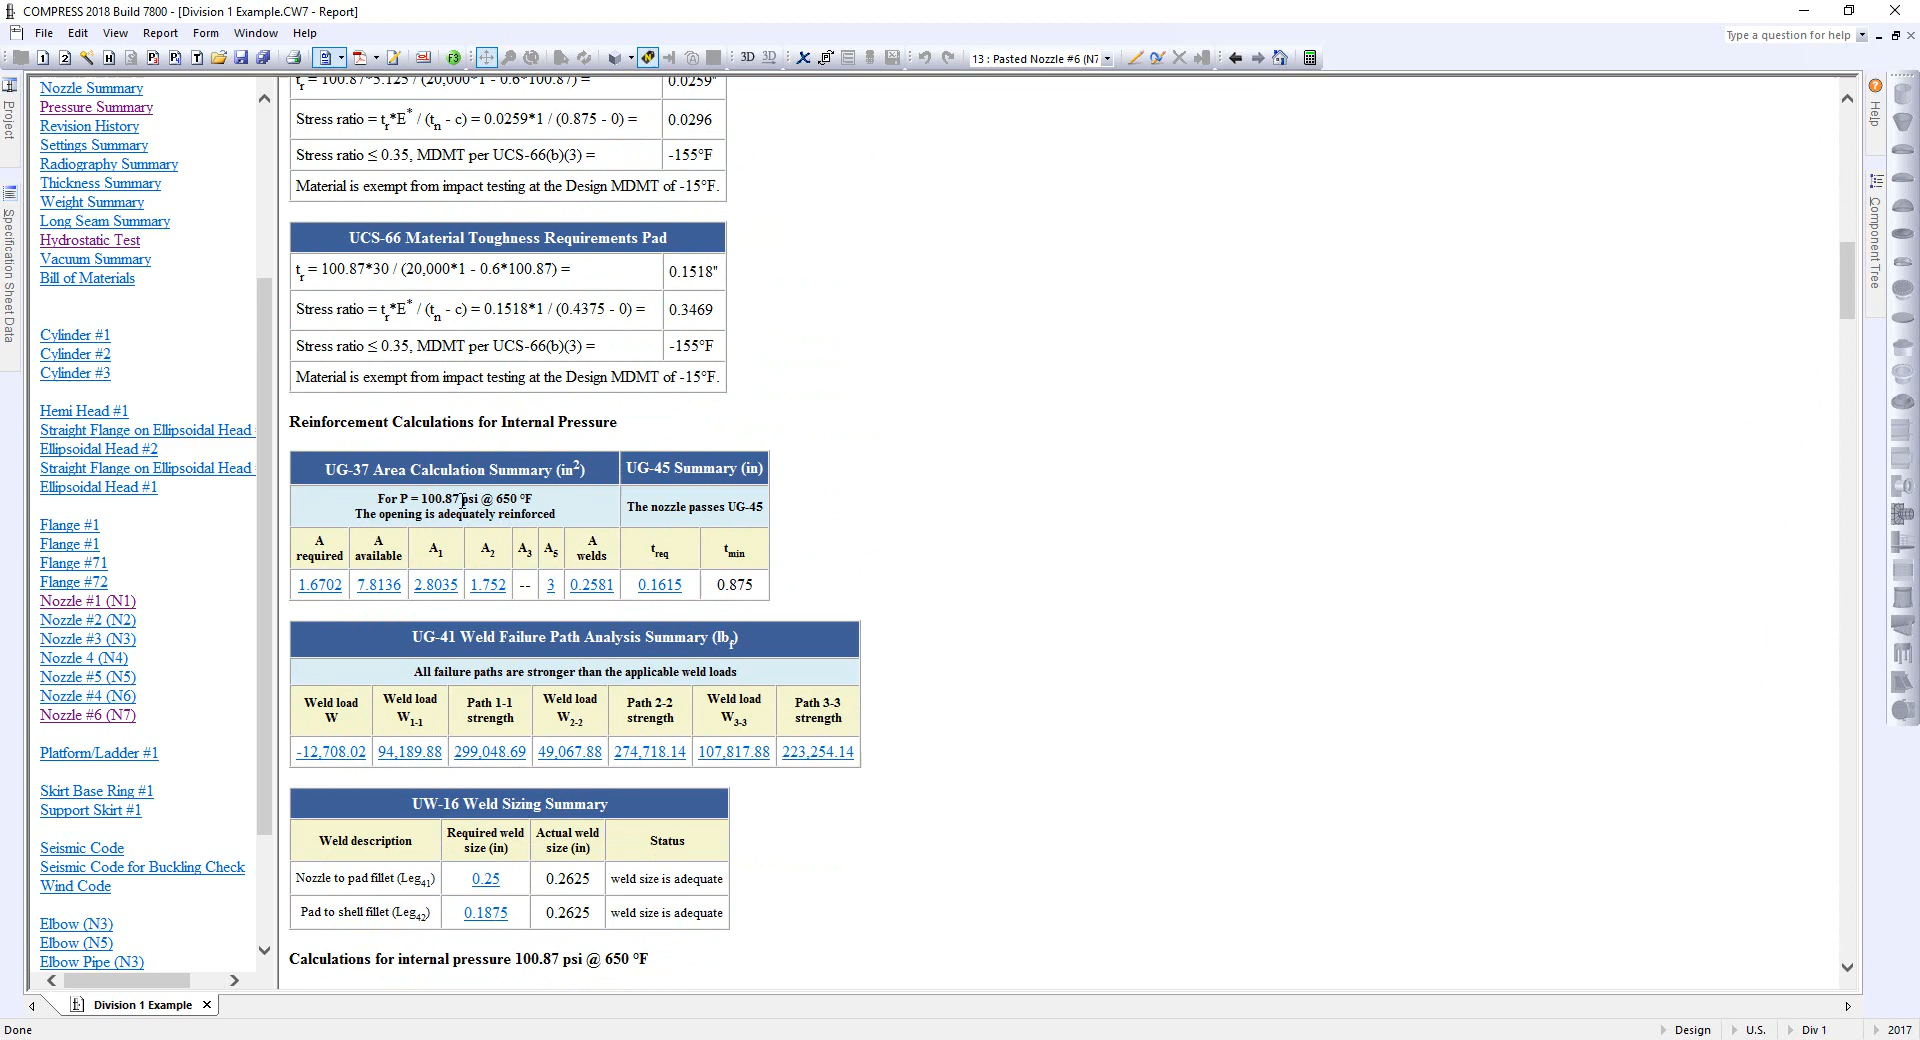 COMPRESS 2018 Build 7800 - [Division 1 Example.CW7 - Report]
File Edit View Report Form Window Help
Type a question for help
3D 3D
13 : Pasted Nozzle #6 (N7
Project
Specification Sheet Data
Nozzle Summary
Pressure Summary
Revision History
Settings Summary
Radiography Summary
Thickness Summary
Weight Summary
Long Seam Summary
Hydrostatic Test
Vacuum Summary
Bill of Materials
Cylinder #1
Cylinder #2
Cylinder #3
Hemi Head #1
Straight Flange on Ellipsoidal Head
Ellipsoidal Head #2
Straight Flange on Ellipsoidal Head
Ellipsoidal Head #1
Flange #1
Flange #1
Flange #71
Flange #72
Nozzle #1 (N1)
Nozzle #2 (N2)
Nozzle #3 (N3)
Nozzle 4 (N4)
Nozzle #5 (N5)
Nozzle #4 (N6)
Nozzle #6 (N7)
Platform/Ladder #1
Skirt Base Ring #1
Support Skirt #1
Seismic Code
Seismic Code for Buckling Check
Wind Code
Elbow (N3)
Elbow (N5)
Elbow Pipe (N3)
tr = 100.87*5.125 / (20,000*1 - 0.6*100.87) = 0.0259"
Stress ratio = tr*E* / (tn - c) = 0.0259*1 / (0.875 - 0) = 0.0296
Stress ratio ≤ 0.35, MDMT per UCS-66(b)(3) = -155°F
Material is exempt from impact testing at the Design MDMT of -15°F.
UCS-66 Material Toughness Requirements Pad
tr = 100.87*30 / (20,000*1 - 0.6*100.87) = 0.1518"
Stress ratio = tr*E* / (tn - c) = 0.1518*1 / (0.4375 - 0) = 0.3469
Stress ratio ≤ 0.35, MDMT per UCS-66(b)(3) = -155°F
Material is exempt from impact testing at the Design MDMT of -15°F.
Reinforcement Calculations for Internal Pressure
UG-37 Area Calculation Summary (in2) UG-45 Summary (in)
For P = 100.87 psi @ 650 °F
The opening is adequately reinforced
The nozzle passes UG-45
A required A available A1 A2 A3 A5 A welds treq tmin
1.6702 7.8136 2.8035 1.752 -- 3 0.2581 0.1615 0.875
UG-41 Weld Failure Path Analysis Summary (lbf)
All failure paths are stronger than the applicable weld loads
Weld load W Weld load W1-1 Path 1-1 strength Weld load W2-2 Path 2-2 strength Weld load W3-3 Path 3-3 strength
-12,708.02 94,189.88 299,048.69 49,067.88 274,718.14 107,817.88 223,254.14
UW-16 Weld Sizing Summary
Weld description Required weld size (in) Actual weld size (in) Status
Nozzle to pad fillet (Leg41) 0.25 0.2625 weld size is adequate
Pad to shell fillet (Leg42) 0.1875 0.2625 weld size is adequate
Calculations for internal pressure 100.87 psi @ 650 °F
Help
Component Tree
Division 1 Example
Done
Design U.S. Div 1 2017